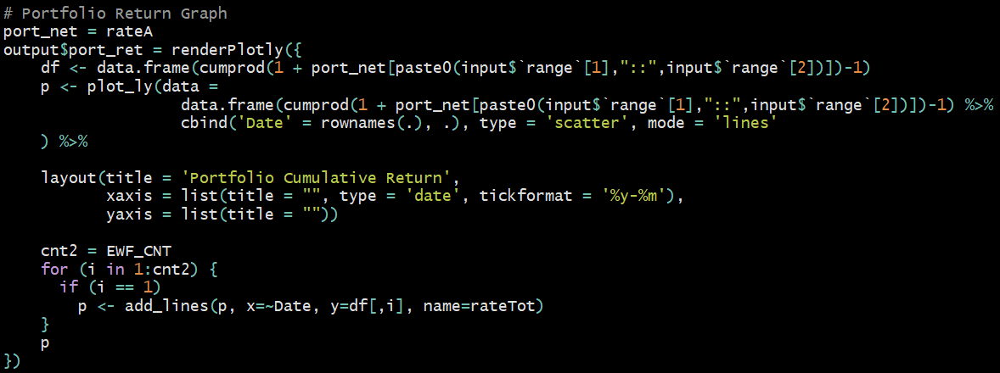 # Portfolio Return Graph
port_net = rateA
output$port_ret = renderPlotly({
    df <- data.frame(cumprod(1 + port_net[paste0(input$`range`[1],"::",input$`range`[2])])-1)
    p <- plot_ly(data =
                   data.frame(cumprod(1 + port_net[paste0(input$`range`[1],"::",input$`range`[2])])-1) %>%
                   cbind('Date' = rownames(.), .), type = 'scatter', mode = 'lines'
    ) %>%

    layout(title = 'Portfolio Cumulative Return',
           xaxis = list(title = "", type = 'date', tickformat = '%y-%m'),
           yaxis = list(title = ""))

    cnt2 = EWF_CNT
    for (i in 1:cnt2) {
      if (i == 1)
        p <- add_lines(p, x=~Date, y=df[,i], name=rateTot)
    }
    p
})